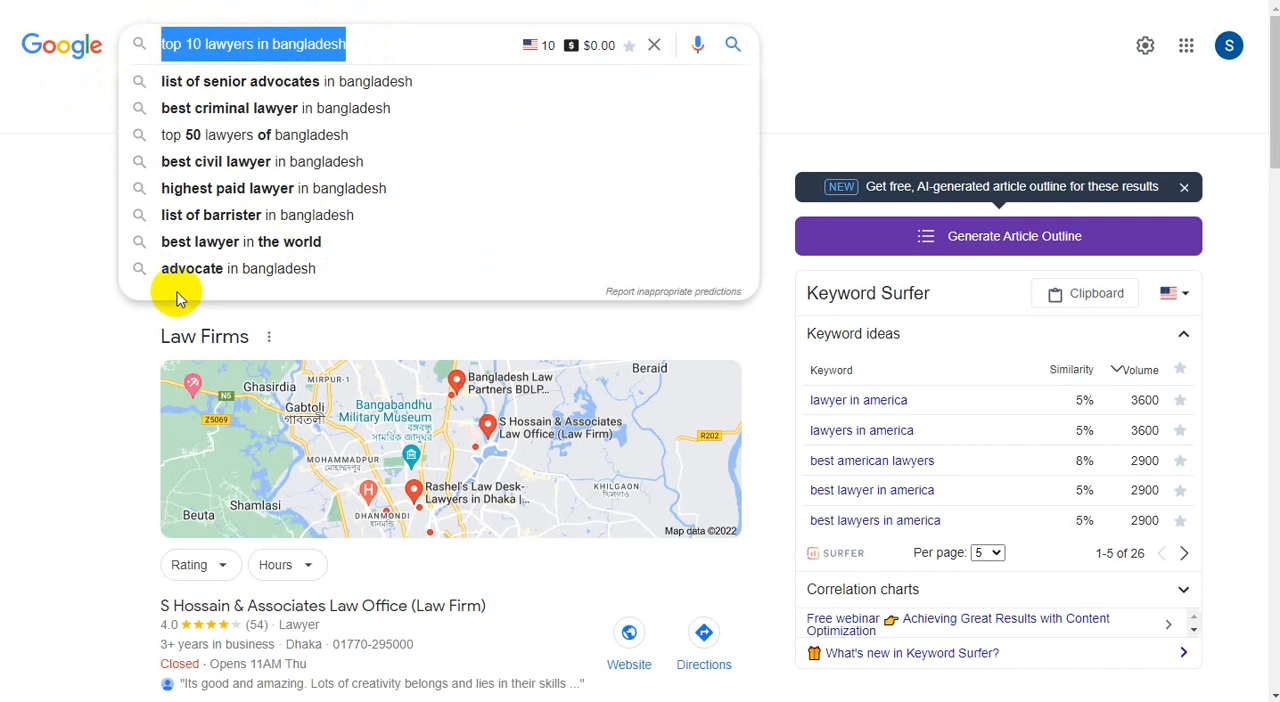 Google
top 10 lawyers in bangladesh
10 $ $0.00
S
list of senior advocates in bangladesh
best criminal lawyer in bangladesh
top 50 lawyers of bangladesh
best civil lawyer in bangladesh
highest paid lawyer in bangladesh
list of barrister in bangladesh
best lawyer in the world
advocate in bangladesh
Report inappropriate predictions
Law Firms
Ghasirdia
MIRPUR-1
Beraid
N5
Gabtoli
গাবতলী
Z5069
Bangabandhu
Military Museum
সামরিক জাদুঘর
Bangladesh Law
Partners BDLP...
S Hossain & Associates
Law Office (Law Firm)
R202
MOHAMMADPUR
মোহাম্মদপুর
Shamlasi
Beuta
DHANMONDI
ধানমন্ডি
Rashel's Law Desk-
Lawyers in Dhaka |...
KHILGAON
খিলগাঁও
Map data ©2022
Rating
Hours
S Hossain & Associates Law Office (Law Firm)
4.0 (54) · Lawyer
3+ years in business · Dhaka · 01770-295000
Closed · Opens 11AM Thu
"Its good and amazing. Lots of creativity belongs and lies in their skills ..."
Website
Directions
NEW Get free, AI-generated article outline for these results
Generate Article Outline
Keyword Surfer
Clipboard
Keyword ideas
Keyword Similarity Volume
lawyer in america 5% 3600
lawyers in america 5% 3600
best american lawyers 8% 2900
best lawyer in america 5% 2900
best lawyers in america 5% 2900
SURFER Per page: 5 1-5 of 26
Correlation charts
Free webinar 👉 Achieving Great Results with Content
Optimization
What's new in Keyword Surfer?